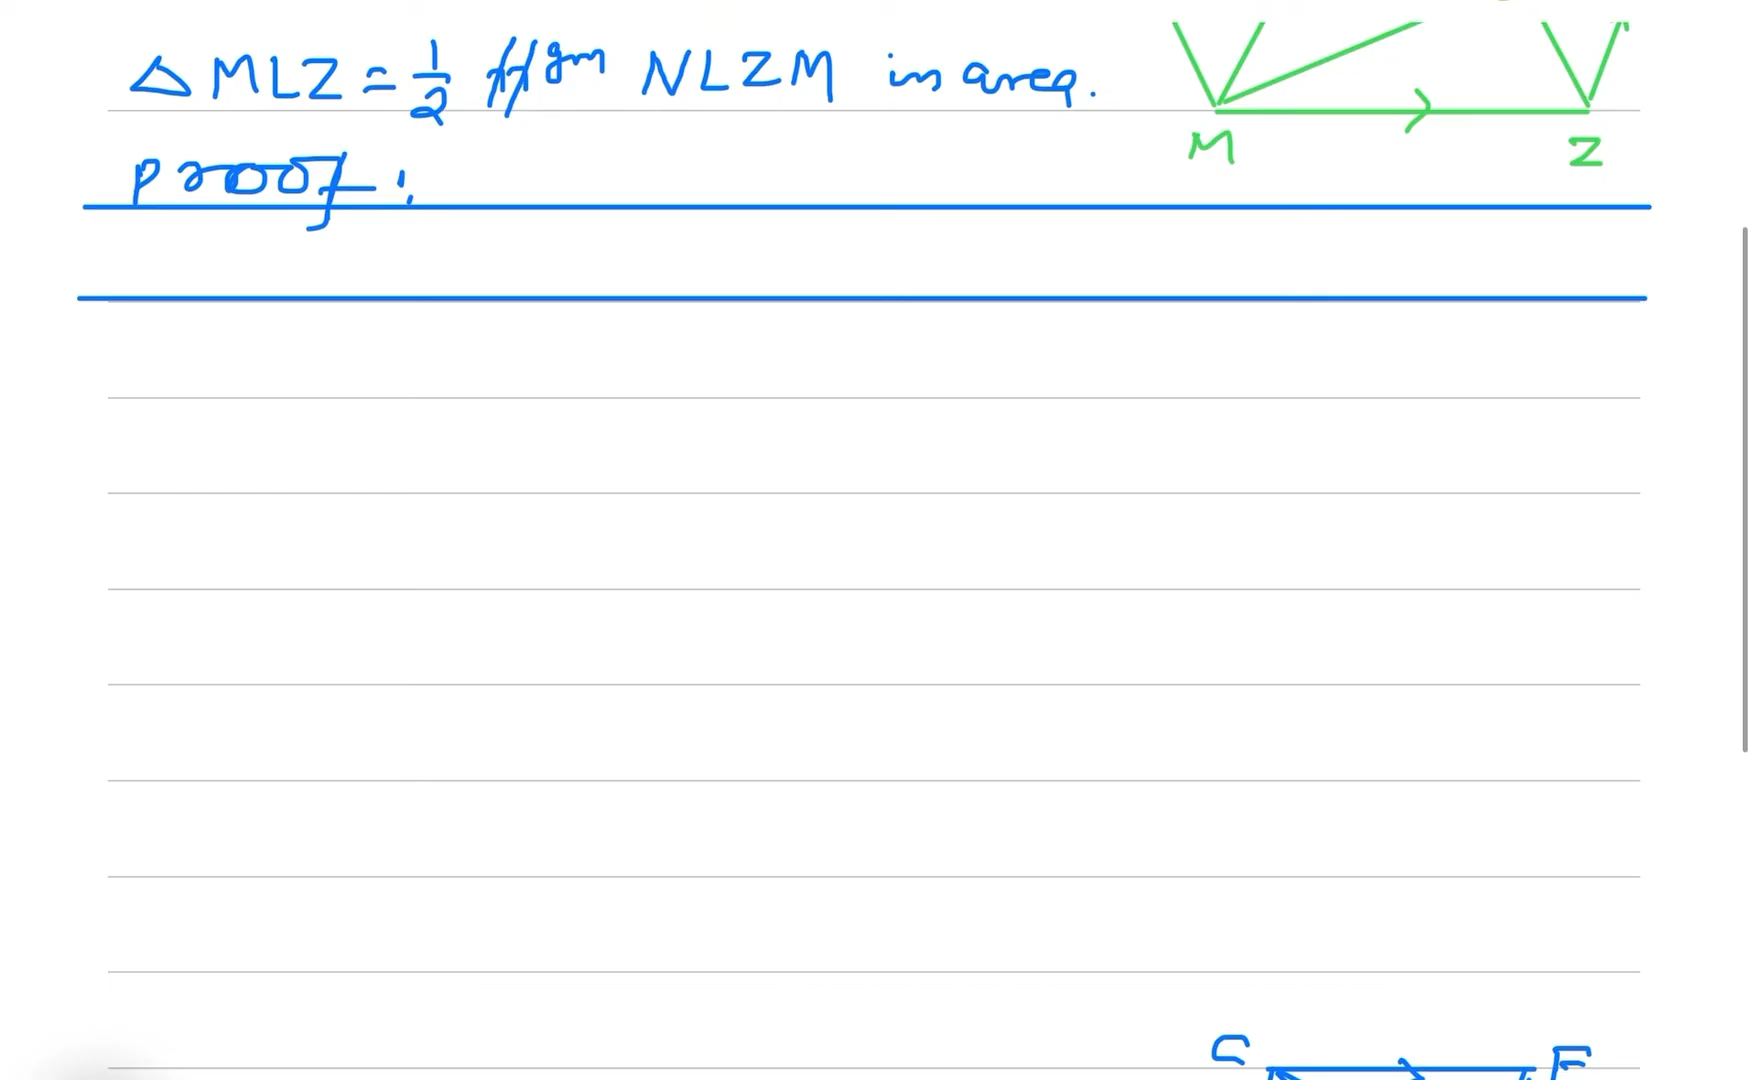 △ MLZ = 1/2 //gm NLZM in area.
M
Z
proof :